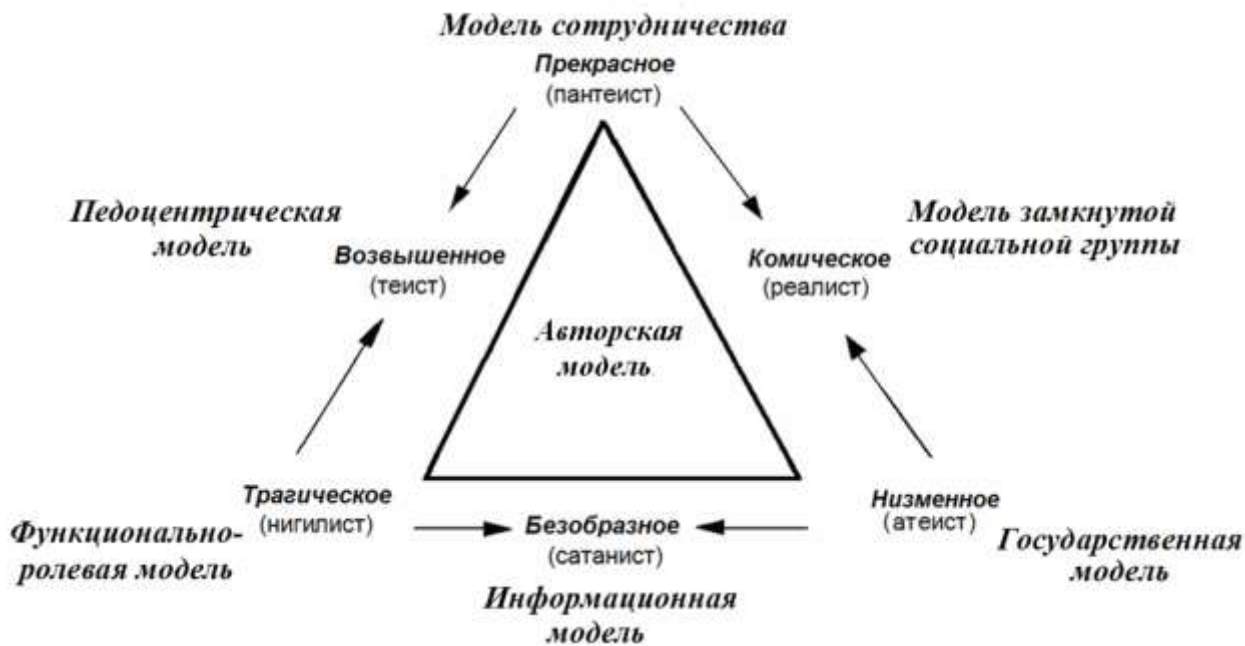 Модель сотрудничества
Прекрасное
(пантеист)
Педоцентрическая
модель
Модель замкнутой
социальной группы
Возвышенное
(теист)
Комическое
(реалист)
Авторская
модель
Трагическое
(нигилист)
Низменное
(атеист)
Безобразное
(сатанист)
Функционально-
ролевая модель
Государственная
модель
Информационная
модель